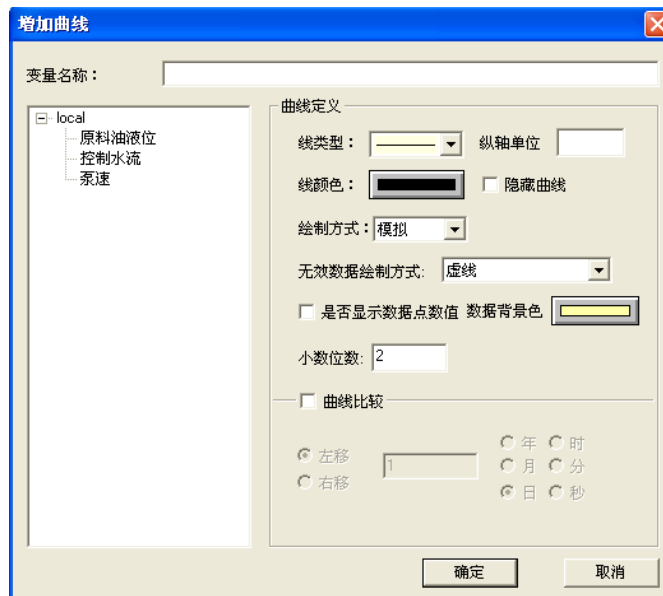 增加曲线
变量名称：
local
原料油液位
控制水流
泵速
曲线定义
线类型： 纵轴单位
线颜色： 隐藏曲线
绘制方式：模拟
无效数据绘制方式: 虚线
是否显示数据点数值 数据背景色
小数位数: 2
曲线比较
左移 1 年 时
右移 月 分
日 秒
确定 取消